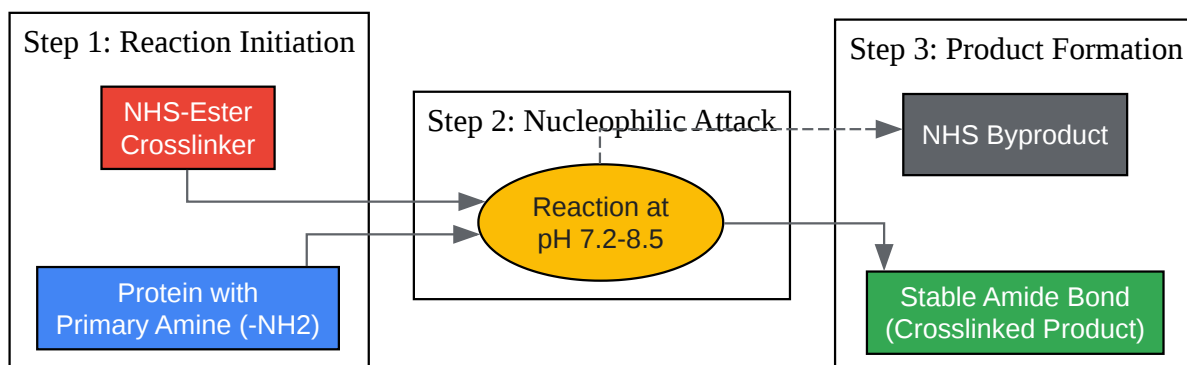 Step 1: Reaction Initiation
NHS-Ester
Crosslinker
Protein with
Primary Amine (-NH2)
Step 2: Nucleophilic Attack
Reaction at
pH 7.2-8.5
Step 3: Product Formation
NHS Byproduct
Stable Amide Bond
(Crosslinked Product)